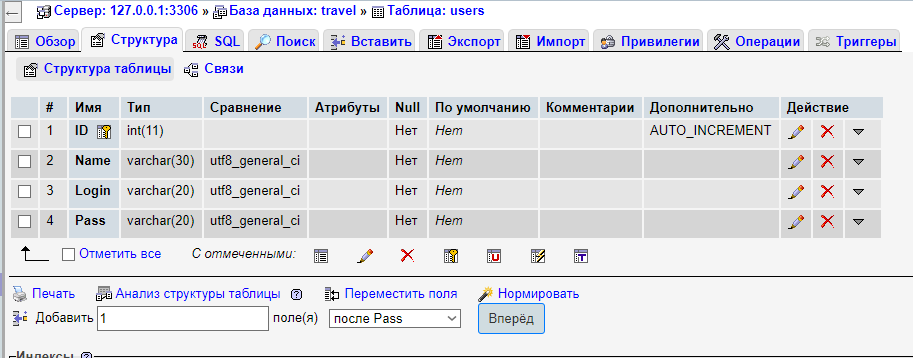 Сервер: 127.0.0.1:3306 » База данных: travel » Таблица: users
Обзор Структура SQL Поиск Вставить Экспорт Импорт Привилегии Операции Триггеры
Структура таблицы Связи
# Имя Тип Сравнение Атрибуты Null По умолчанию Комментарии Дополнительно Действие
1 ID int(11) Нет Нет AUTO_INCREMENT
2 Name varchar(30) utf8_general_ci Нет Нет
3 Login varchar(20) utf8_general_ci Нет Нет
4 Pass varchar(20) utf8_general_ci Нет Нет
Отметить все С отмеченными:
Печать Анализ структуры таблицы Переместить поля Нормировать
Добавить 1 поле(я) после Pass Вперёд
Индексы